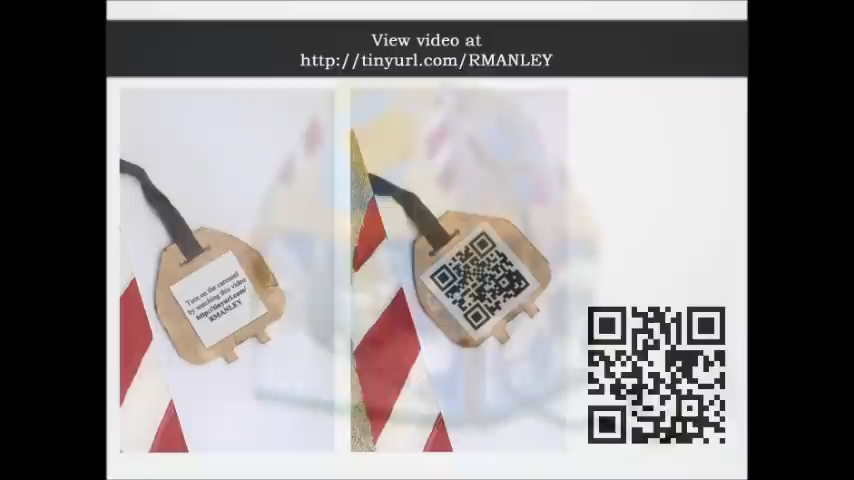 View video at
http://tinyurl.com/RMANLEY
Turn on the carousel
by watching this video
http://tinyurl.com/
RMANLEY